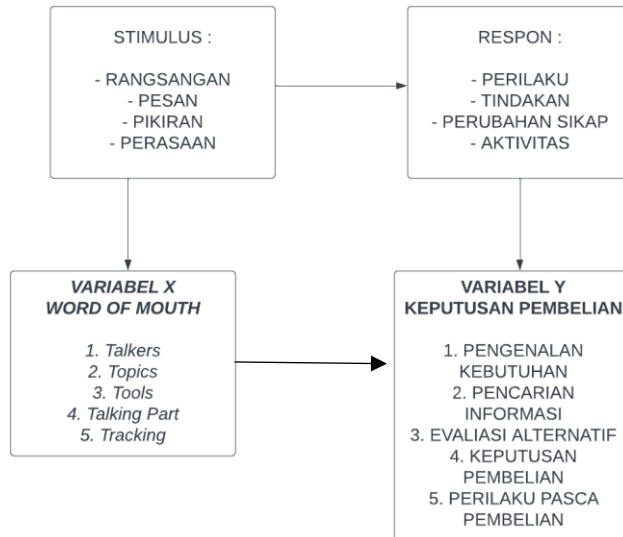 STIMULUS :
- RANGSANGAN
- PESAN
- PIKIRAN
- PERASAAN
RESPON :
- PERILAKU
- TINDAKAN
- PERUBAHAN SIKAP
- AKTIVITAS
VARIABEL X
WORD OF MOUTH
1. Talkers
2. Topics
3. Tools
4. Talking Part
5. Tracking
VARIABEL Y
KEPUTUSAN PEMBELIAN
1. PENGENALAN
KEBUTUHAN
2. PENCARIAN
INFORMASI
3. EVALIASI ALTERNATIF
4. KEPUTUSAN
PEMBELIAN
5. PERILAKU PASCA
PEMBELIAN